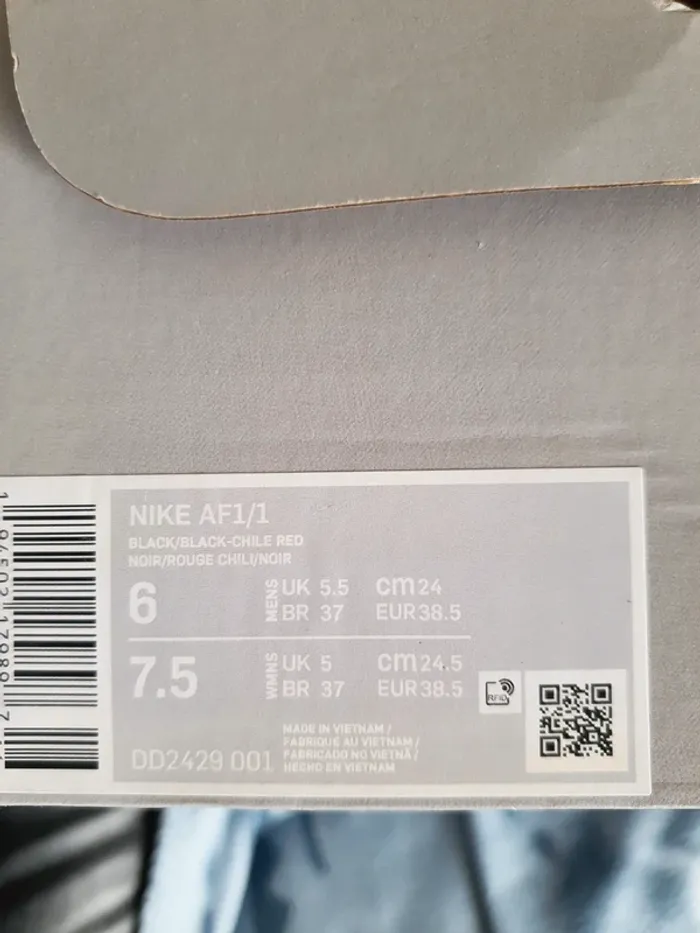 NIKE AF1/1
BLACK/BLACK-CHILE RED
NOIR/ROUGE CHILI/NOIR
6 MENS UK 5.5 cm 24
BR 37 EUR 38.5
7.5 WMNS UK 5 cm 24.5
BR 37 EUR 38.5
RFID
DD2429 001
MADE IN VIETNAM /
FABRIQUE AU VIETNAM /
FABRICADO NO VIETNÃ /
HECHO EN VIETNAM